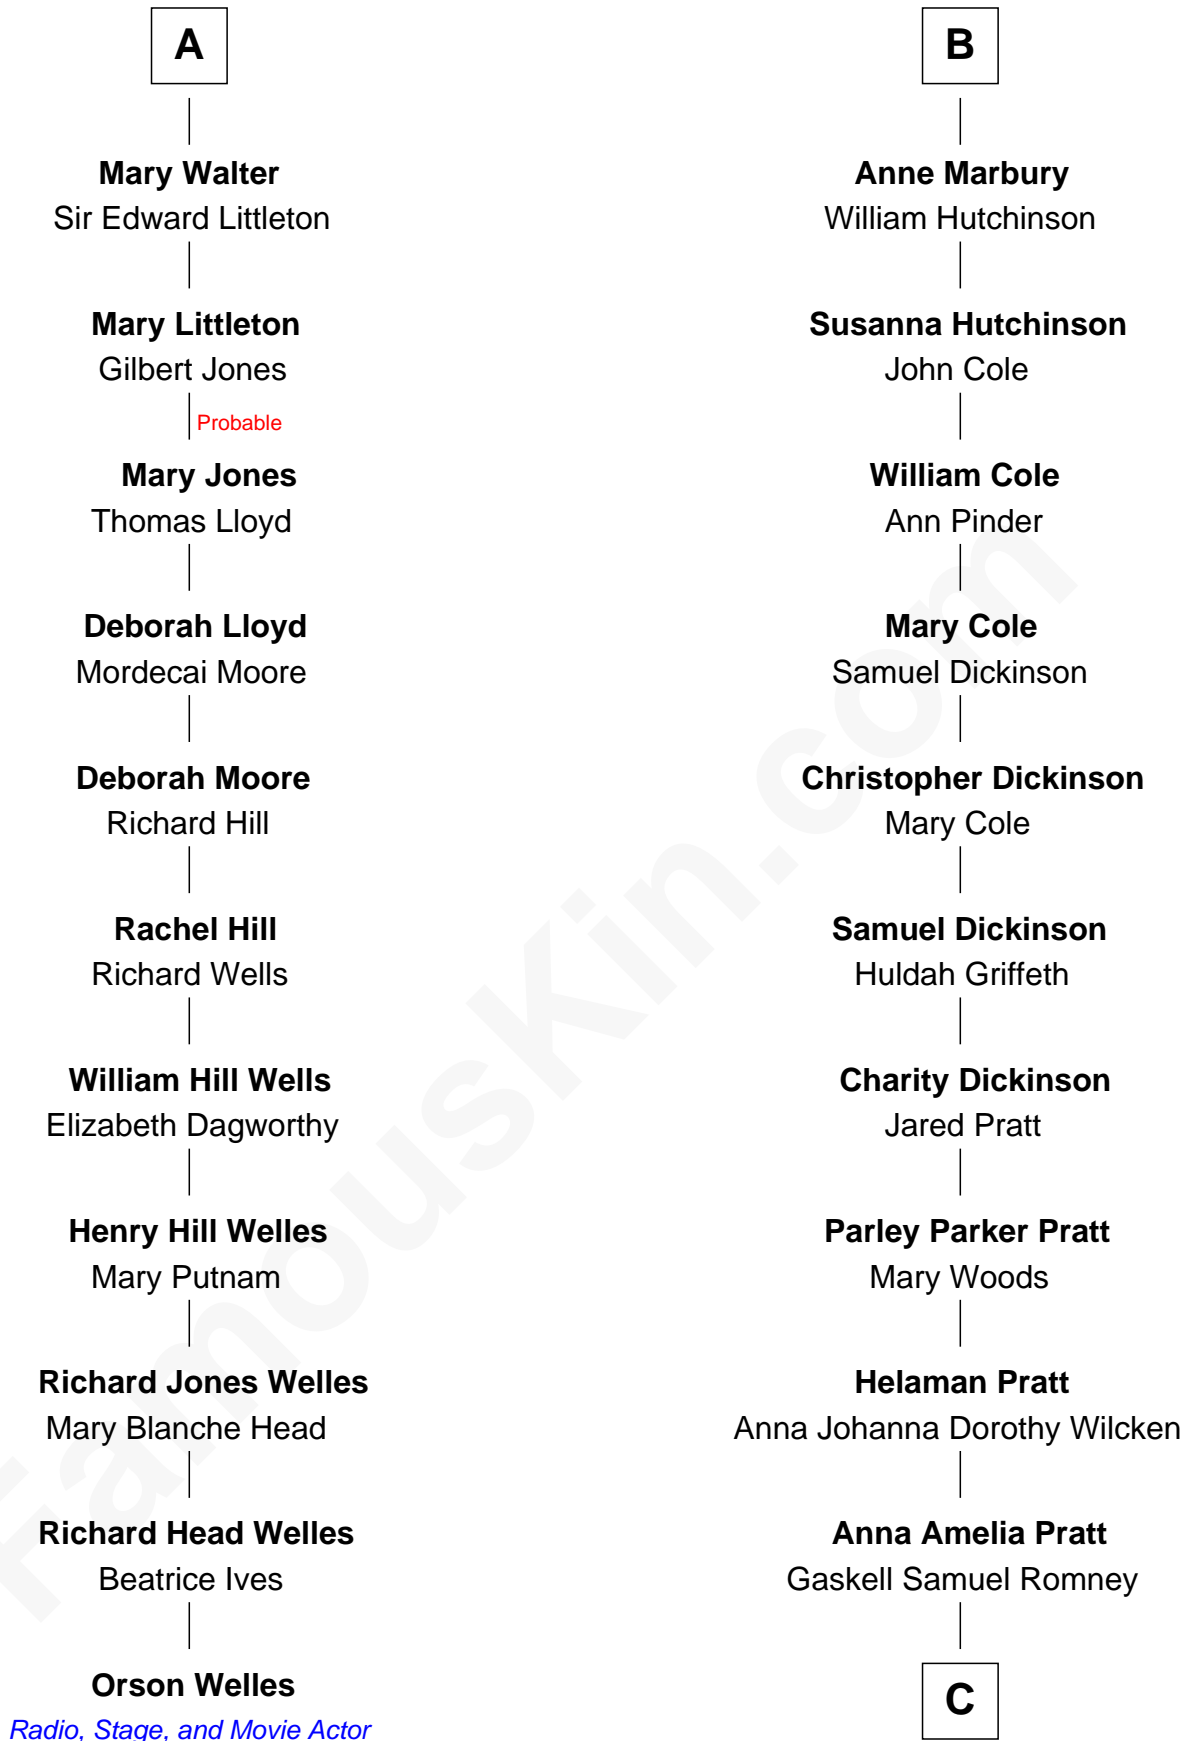 A
Mary Walter
Sir Edward Littleton
Mary Littleton
Gilbert Jones
Probable
Mary Jones
Thomas Lloyd
Deborah Lloyd
Mordecai Moore
Deborah Moore
Richard Hill
Rachel Hill
Richard Wells
William Hill Wells
Elizabeth Dagworthy
Henry Hill Welles
Mary Putnam
Richard Jones Welles
Mary Blanche Head
Richard Head Welles
Beatrice Ives
Orson Welles
Radio, Stage, and Movie Actor
B
Anne Marbury
William Hutchinson
Susanna Hutchinson
John Cole
William Cole
Ann Pinder
Mary Cole
Samuel Dickinson
Christopher Dickinson
Mary Cole
Samuel Dickinson
Huldah Griffeth
Charity Dickinson
Jared Pratt
Parley Parker Pratt
Mary Woods
Helaman Pratt
Anna Johanna Dorothy Wilcken
Anna Amelia Pratt
Gaskell Samuel Romney
C
FamousKin.com